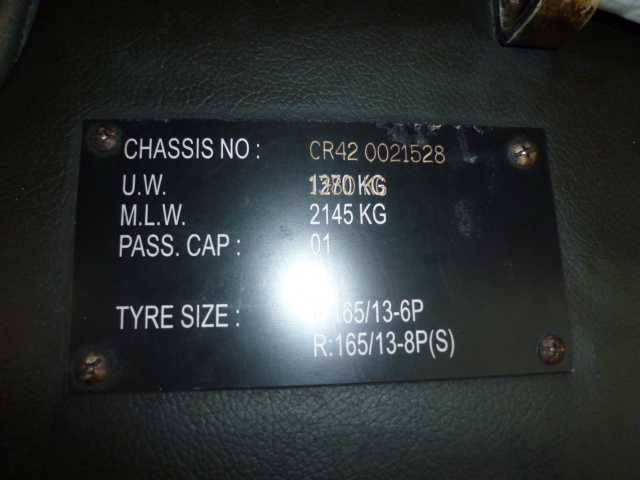 CHASSIS NO : CR42 0021528
U.W. KG
M.L.W. 2145 KG
PASS. CAP : 01
TYRE SIZE : F:165/13-6P
R:165/13-8P(S)